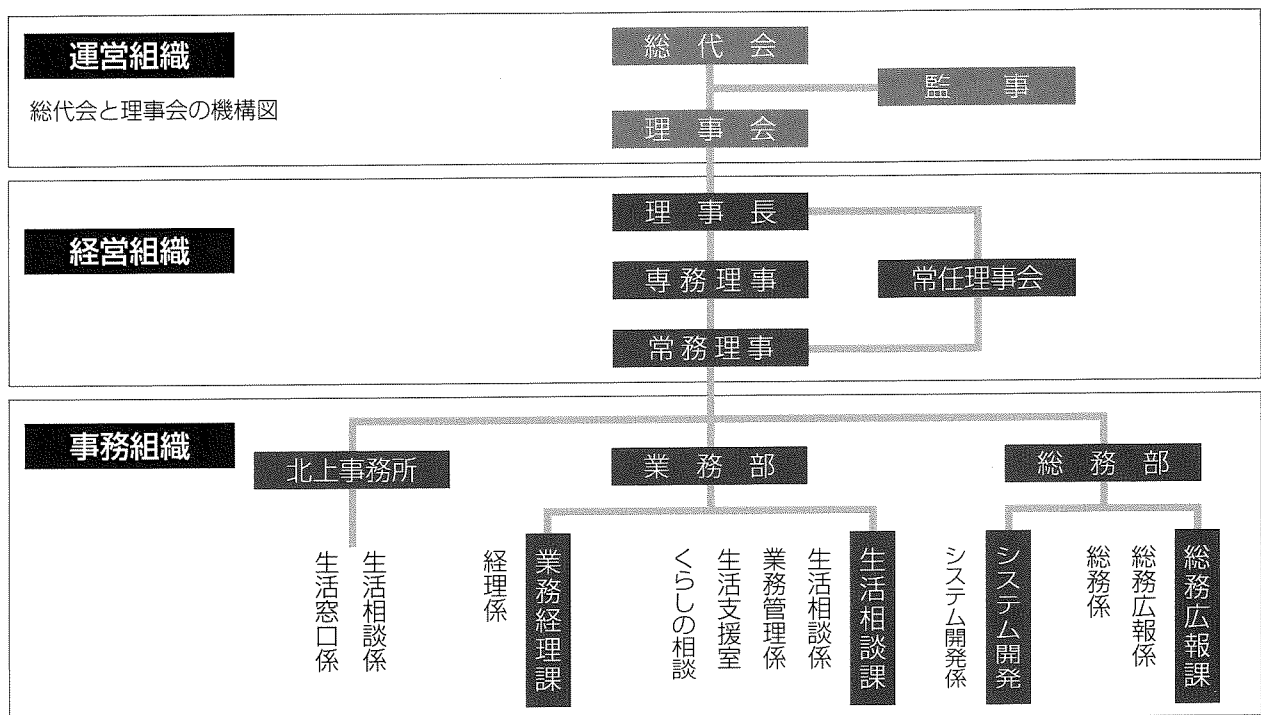 運営組織
総代会と理事会の機構図
総代会
監事
理事会
経営組織
理事長
専務理事
常任理事会
常務理事
事務組織
北上事務所
業務部
総務部
総務広報課
総務広報係
総務係
システム開発
システム開発係
生活相談課
生活相談係
業務管理係
生活支援室
くらしの相談
業務経理課
経理係
生活相談係
生活窓口係